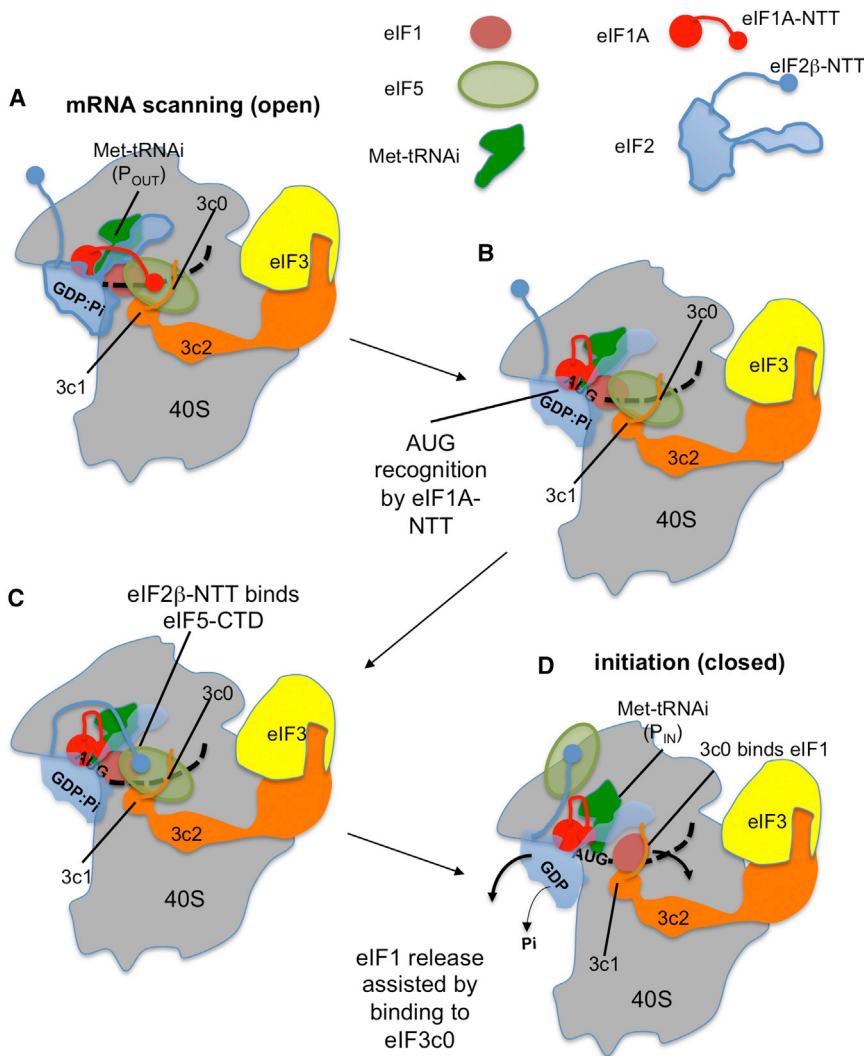 eIF1
eIF5
Met-tRNAi
eIF1A
eIF1A-NTT
eIF2β-NTT
eIF2
A
mRNA scanning (open)
Met-tRNAi
(POUT)
3c0
eIF3
GDP:Pi
3c2
3c1
40S
B
3c0
eIF3
AUG
GDP:Pi
3c2
3c1
40S
AUG
recognition
by eIF1A-
NTT
C
eIF2β-NTT binds
eIF5-CTD
3c0
eIF3
AUG
GDP:Pi
3c2
3c1
40S
D
initiation (closed)
Met-tRNAi
(PIN)
3c0 binds eIF1
eIF3
AUG
GDP
Pi
3c2
3c1
40S
eIF1 release
assisted by
binding to
eIF3c0